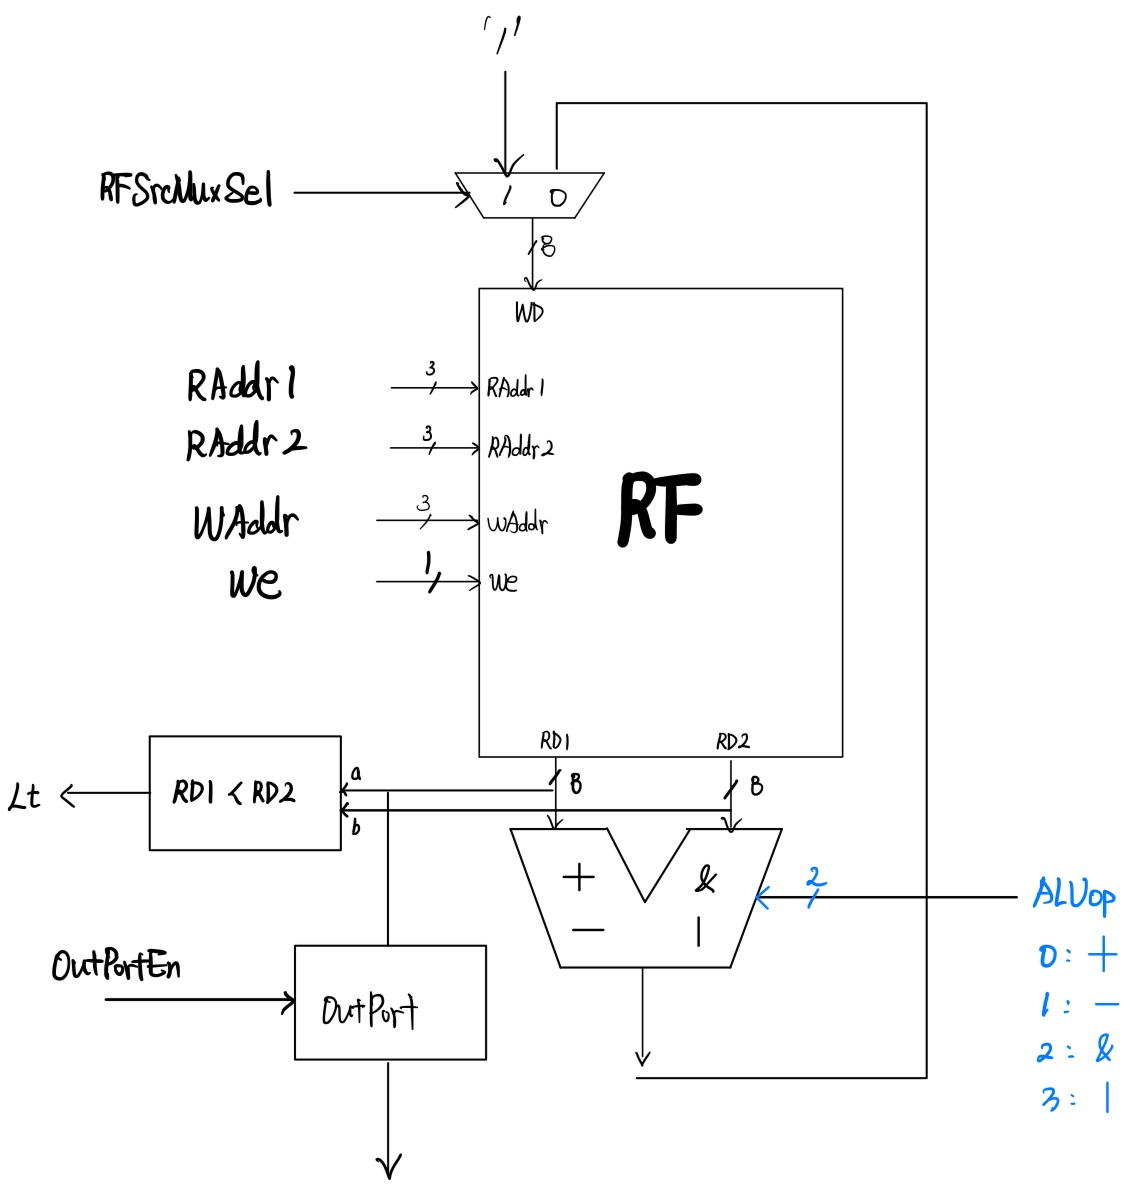 '1'
RFSrcMuxSel
1 0
8
WD
RAddr1 3 RAddr1
RAddr2 3 RAddr2
WAddr 3 WAddr
We 1 We
RF
RD1 RD2
8 8
Lt RD1 < RD2 a
b
+ &
- |
2 ALUop
0: +
1: -
2: &
3: |
OutPortEn
OutPort